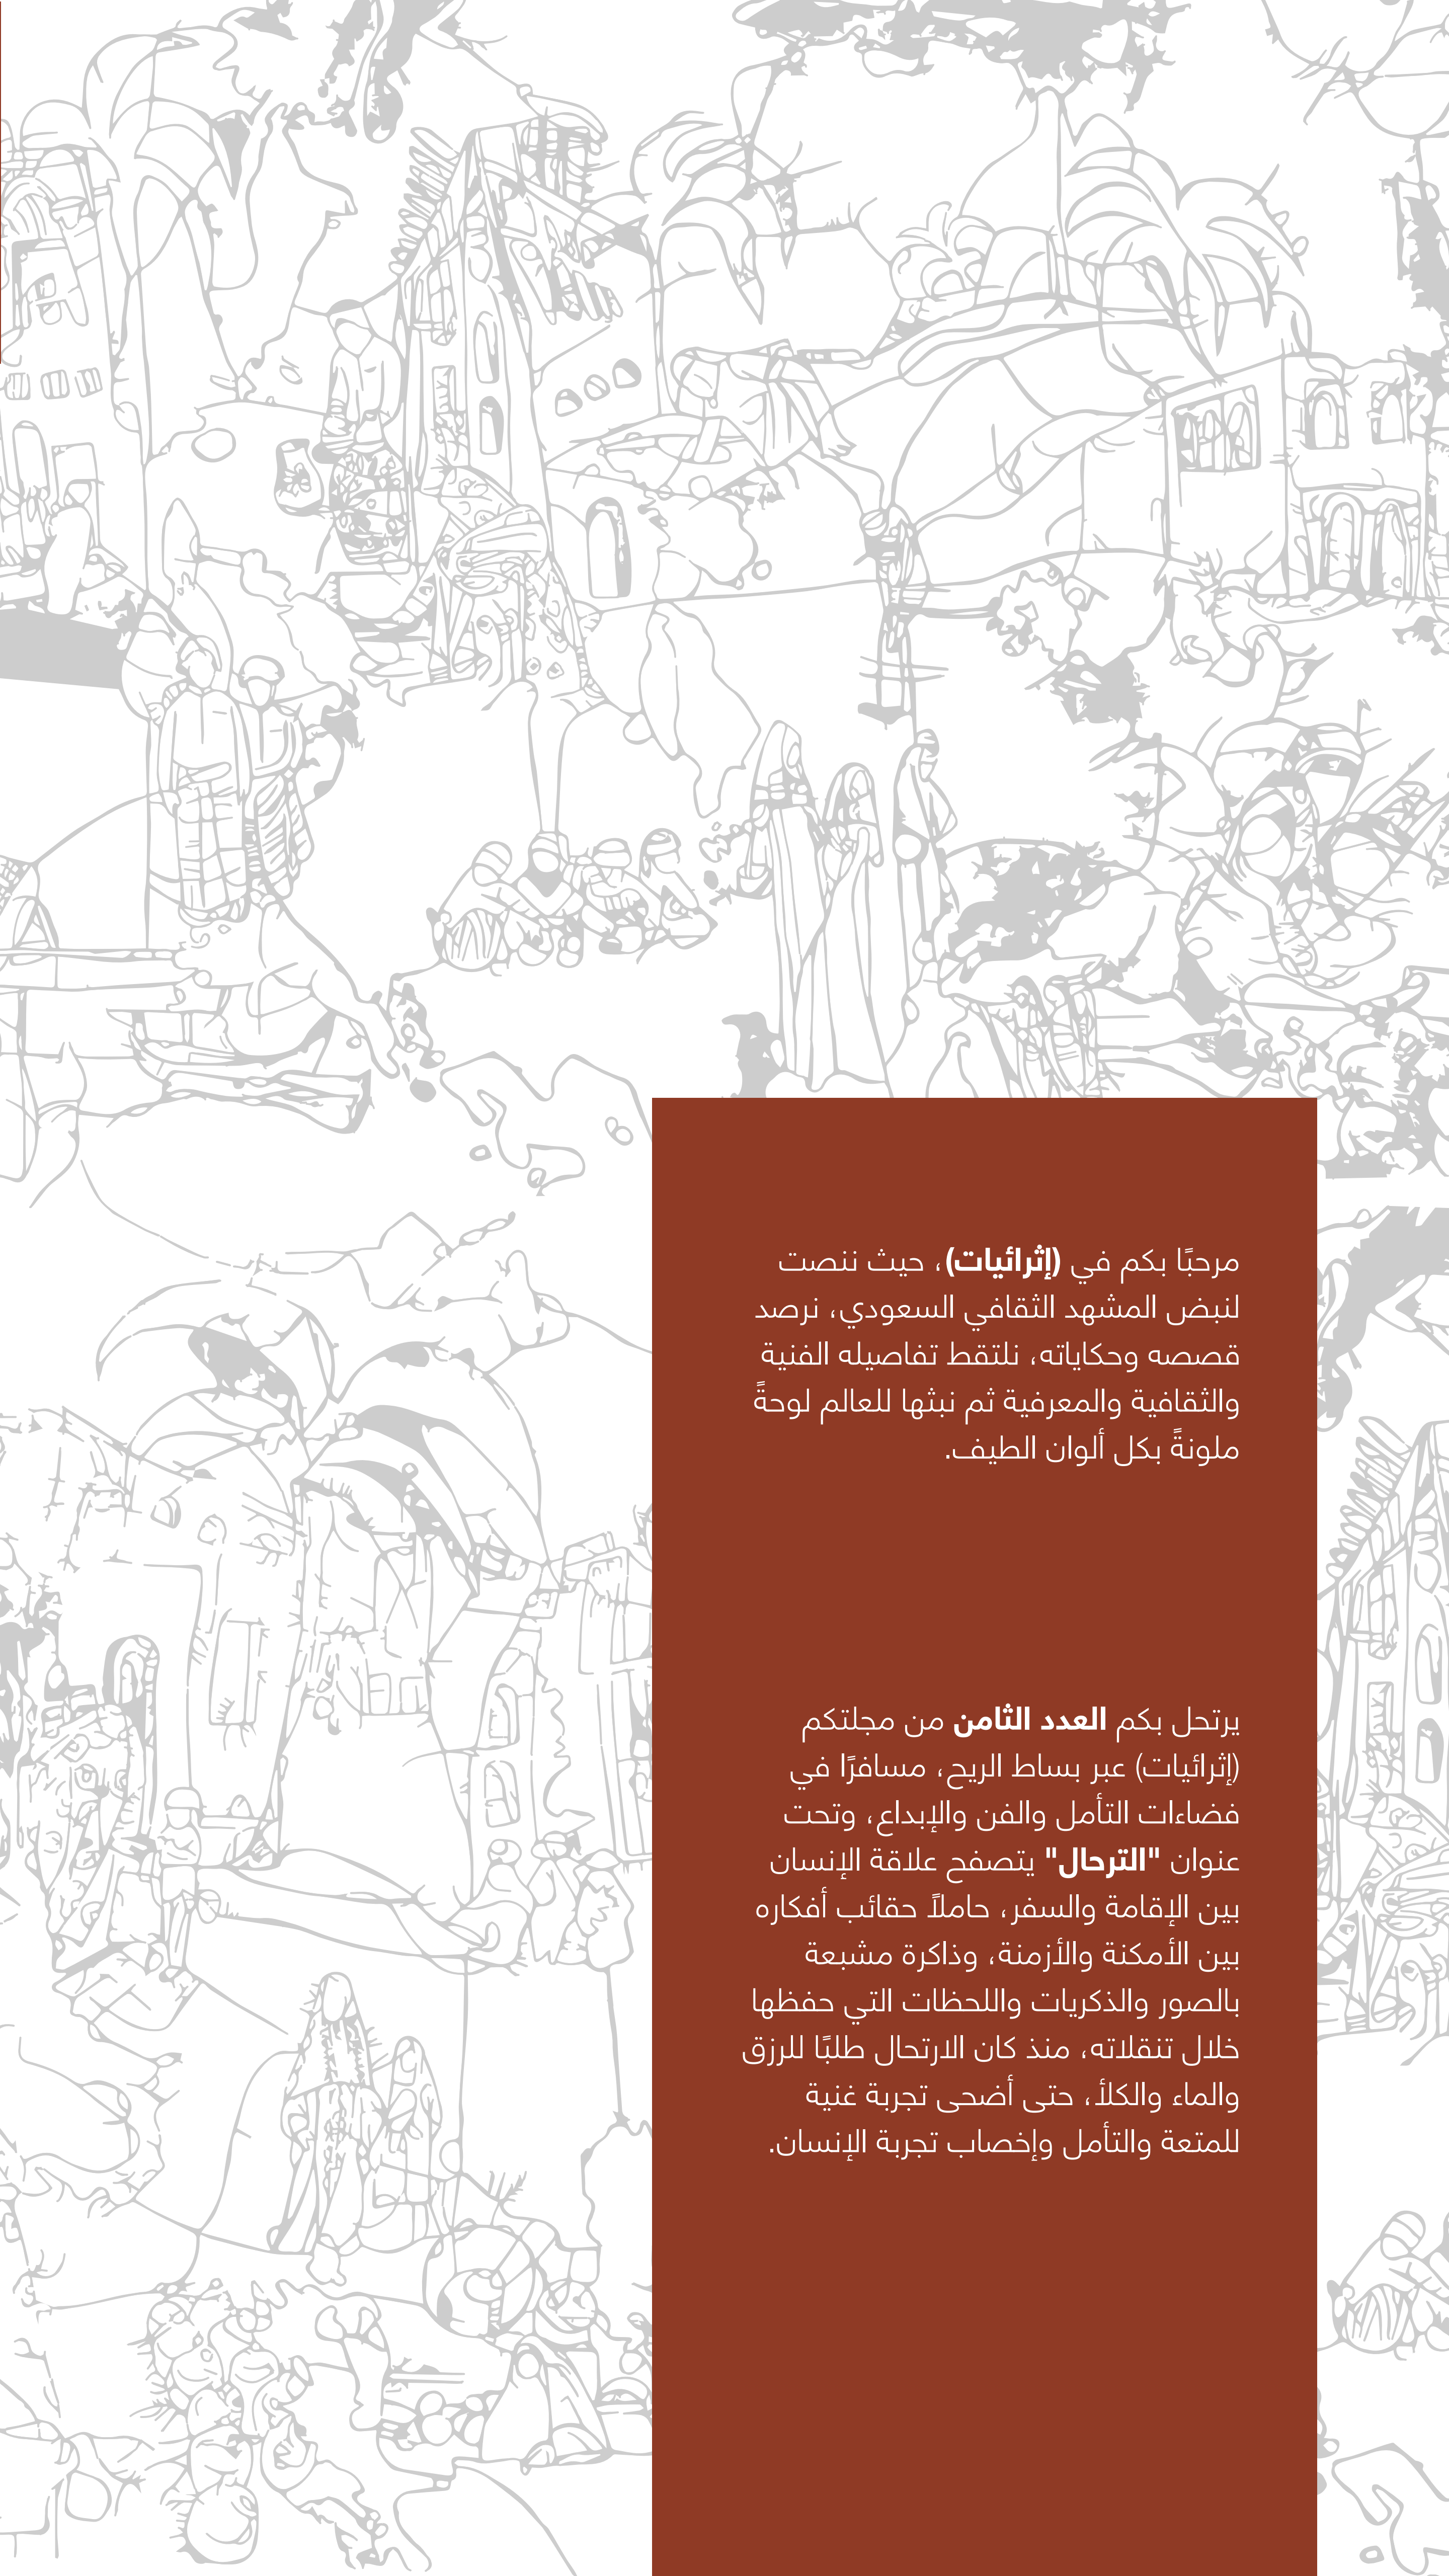 مرحبًا بكم في (إثرائيات)، حيث ننصت
لنبض المشهد الثقافي السعودي، نرصد
قصصه وحكاياته، نلتقط تفاصيله الفنية
والثقافية والمعرفية ثم نبثها للعالم لوحةً
ملونةً بكل ألوان الطيف.
يرتحل بكم العدد الثامن من مجلتكم
(إثرائيات) عبر بساط الريح، مسافرًا في
فضاءات التأمل والفن والإبداع، وتحت
عنوان "الترحال" يتصفح علاقة الإنسان
بين الإقامة والسفر، حاملاً حقائب أفكاره
بين الأمكنة والأزمنة، وذاكرة مشبعة
بالصور والذكريات واللحظات التي حفظها
خلال تنقلاته، منذ كان الارتحال طلبًا للرزق
والماء والكلأ، حتى أضحى تجربة غنية
للمتعة والتأمل وإخصاب تجربة الإنسان.